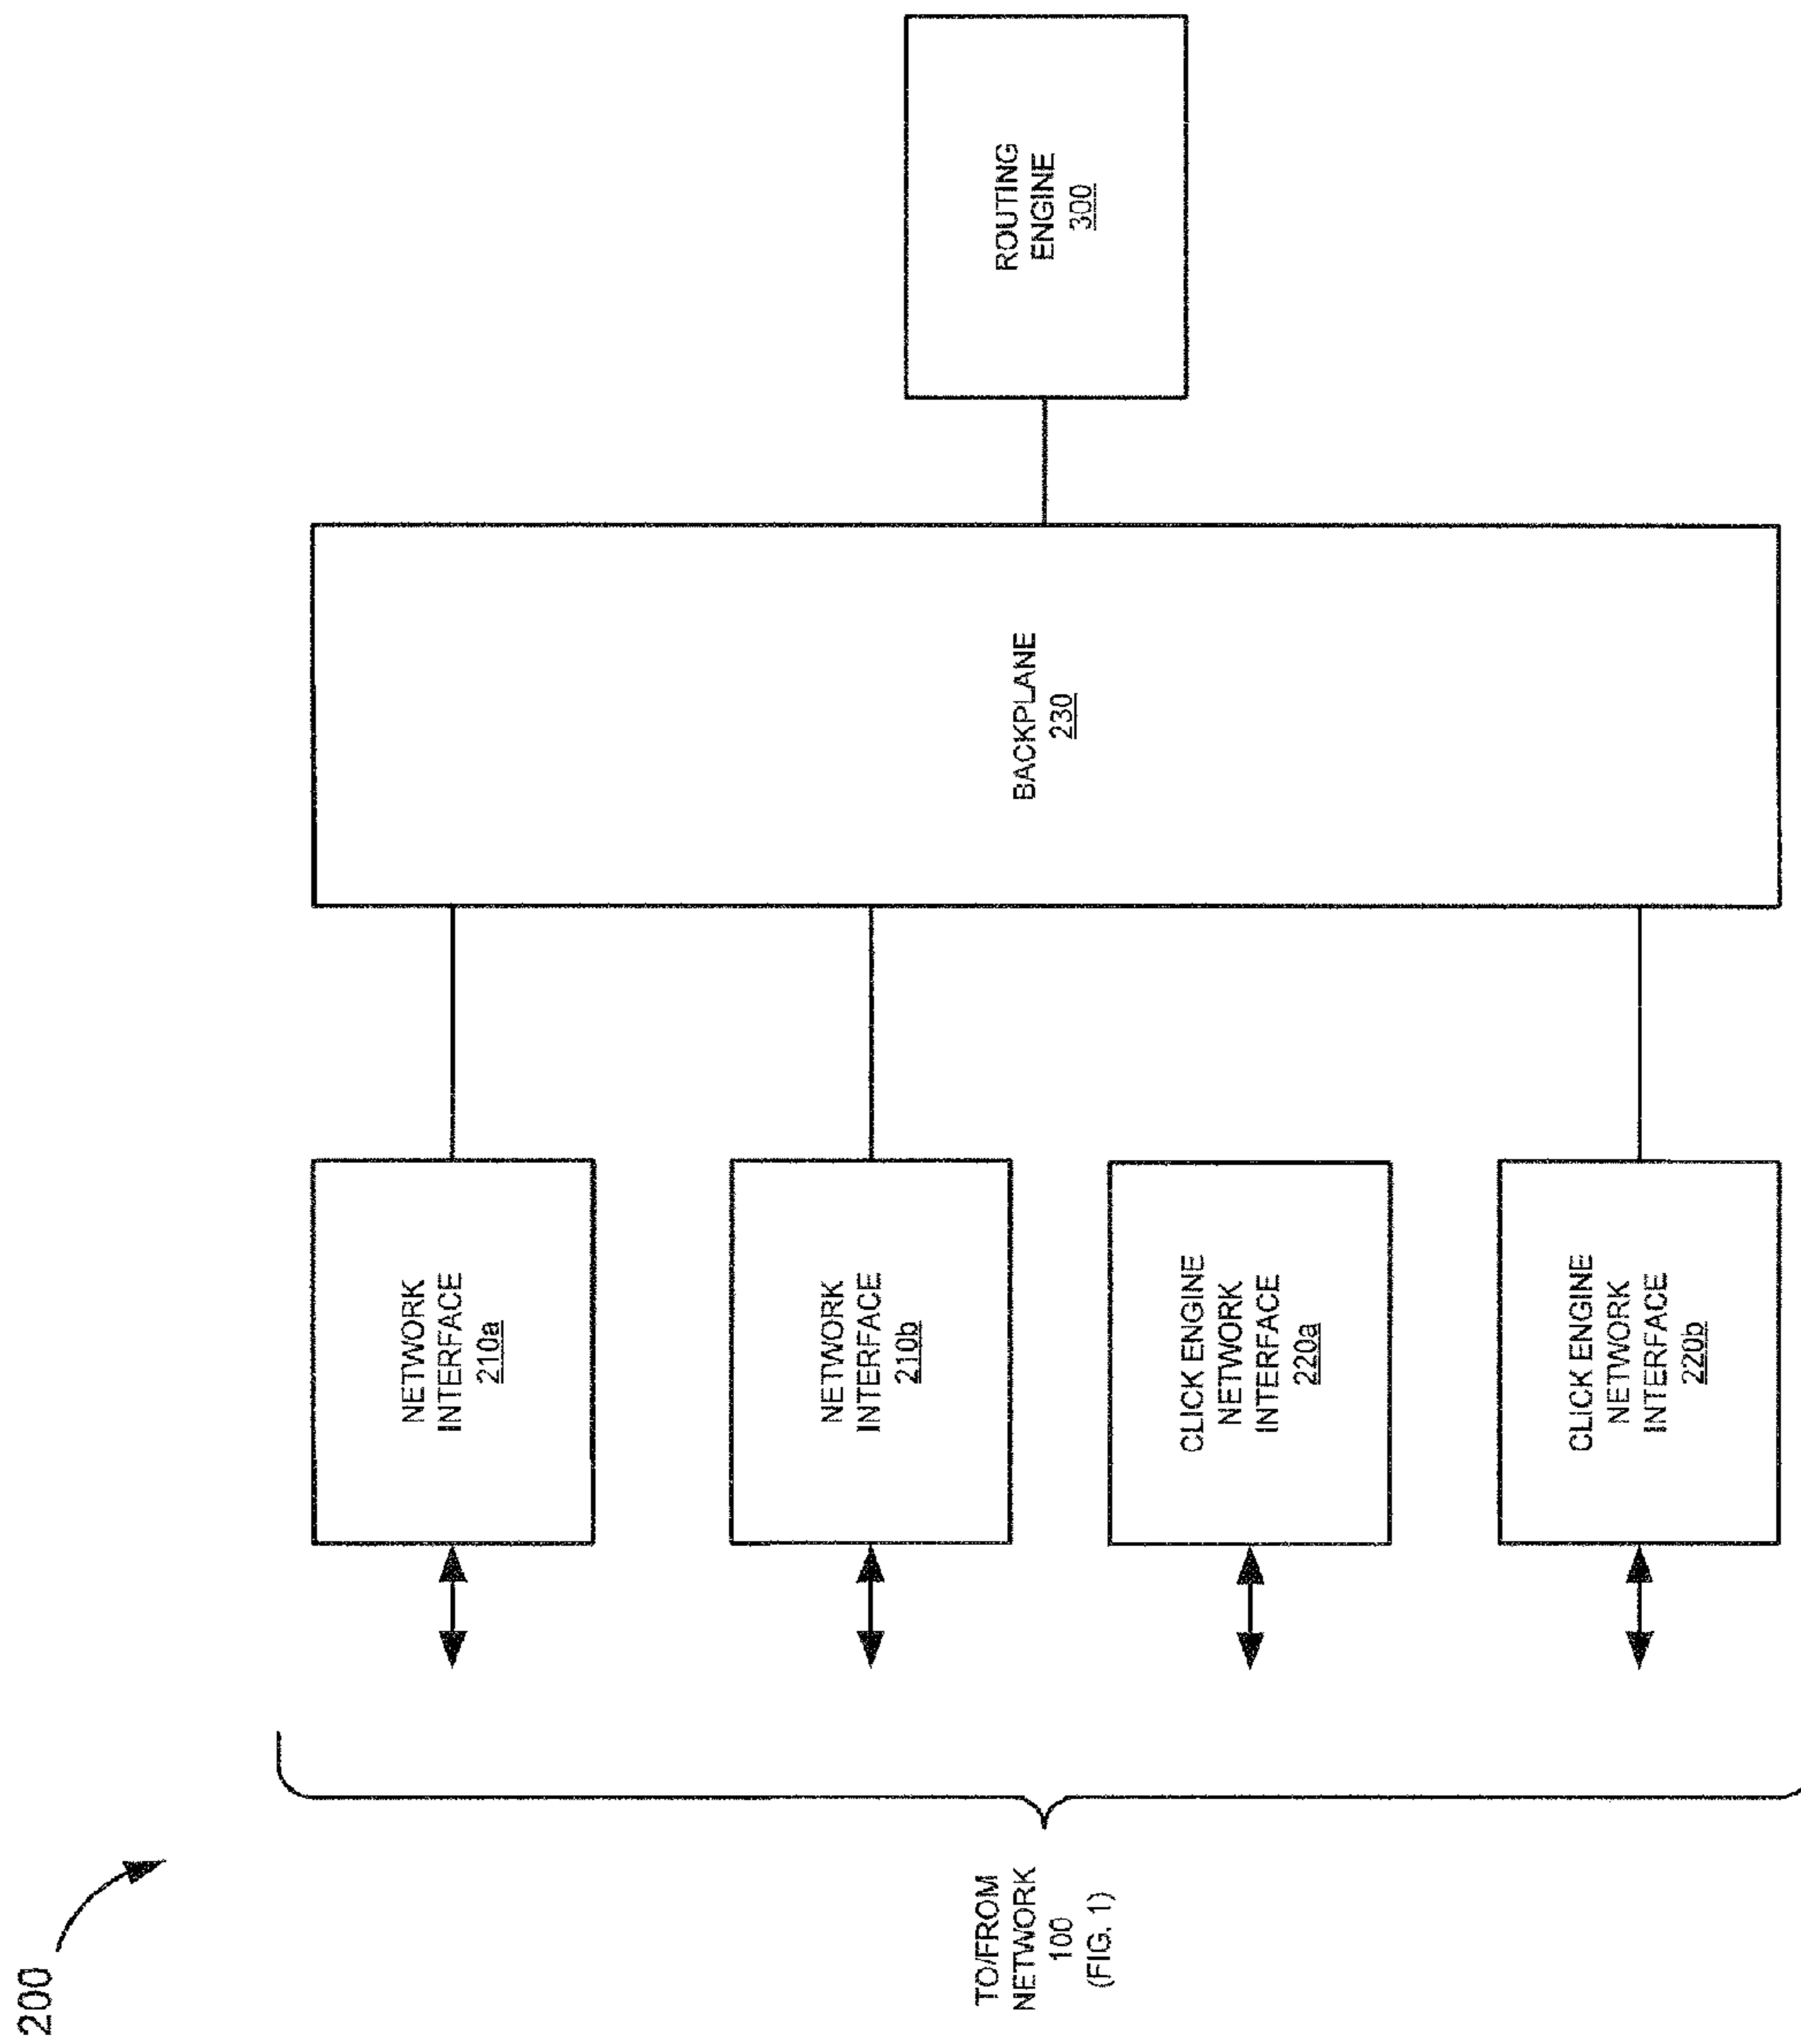 200
TO/FROM
NETWORK
100
(FIG. 1)
NETWORK
INTERFACE
210a
NETWORK
INTERFACE
210b
CLICK ENGINE
NETWORK
INTERFACE
220a
CLICK ENGINE
NETWORK
INTERFACE
220b
BACKPLANE
230
ROUTING
ENGINE
300